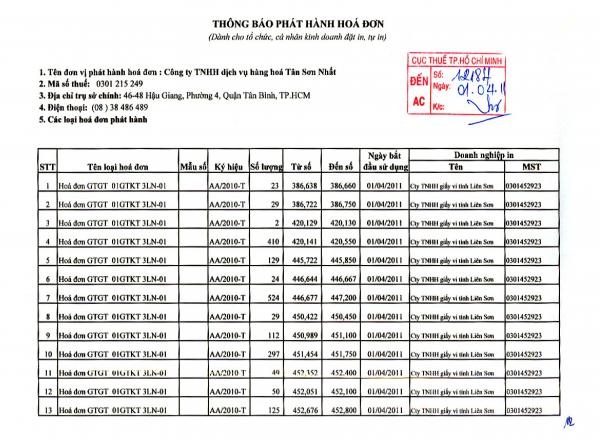 THÔNG BÁO PHÁT HÀNH HOÁ ĐƠN
(Dành cho tổ chức, cá nhân kinh doanh đặt in, tự in)
CỤC THUẾ TP.HỒ CHÍ MINH
ĐẾN Số: 12187
Ngày: 01.04.11
AC K/c:
1. Tên đơn vị phát hành hoá đơn : Công ty TNHH dịch vụ hàng hoá Tân Sơn Nhất
2. Mã số thuế: 0301 215 249
3. Địa chỉ trụ sở chính: 46-48 Hậu Giang, Phường 4, Quận Tân Bình, TP.HCM
4. Điện thoại: (08 ) 38 486 489
5. Các loại hoá đơn phát hành
STT Tên loại hoá đơn Mẫu số Ký hiệu Số lượng Từ số Đến số Ngày bắt đầu sử dụng Doanh nghiệp in
Tên MST
1 Hoá đơn GTGT 01GTKT 3LN-01 AA/2010-T 23 386,638 386,660 01/04/2011 Cty TNHH giấy vi tính Liên Sơn 0301452923
2 Hoá đơn GTGT 01GTKT 3LN-01 AA/2010-T 29 386,722 386,750 01/04/2011 Cty TNHH giấy vi tính Liên Sơn 0301452923
3 Hoá đơn GTGT 01GTKT 3LN-01 AA/2010-T 2 420,129 420,130 01/04/2011 Cty TNHH giấy vi tính Liên Sơn 0301452923
4 Hoá đơn GTGT 01GTKT 3LN-01 AA/2010-T 410 420,141 420,550 01/04/2011 Cty TNHH giấy vi tính Liên Sơn 0301452923
5 Hoá đơn GTGT 01GTKT 3LN-01 AA/2010-T 129 445,722 445,850 01/04/2011 Cty TNHH giấy vi tính Liên Sơn 0301452923
6 Hoá đơn GTGT 01GTKT 3LN-01 AA/2010-T 24 446,644 446,667 01/04/2011 Cty TNHH giấy vi tính Liên Sơn 0301452923
7 Hoá đơn GTGT 01GTKT 3LN-01 AA/2010-T 524 446,677 447,200 01/04/2011 Cty TNHH giấy vi tính Liên Sơn 0301452923
8 Hoá đơn GTGT 01GTKT 3LN-01 AA/2010-T 29 450,422 450,450 01/04/2011 Cty TNHH giấy vi tính Liên Sơn 0301452923
9 Hoá đơn GTGT 01GTKT 3LN-01 AA/2010-T 112 450,989 451,100 01/04/2011 Cty TNHH giấy vi tính Liên Sơn 0301452923
10 Hoá đơn GTGT 01GTKT 3LN-01 AA/2010-T 297 451,454 451,750 01/04/2011 Cty TNHH giấy vi tính Liên Sơn 0301452923
11 Hoá đơn GTGT 01GTKT 3LN-01 AA/2010-T 49 452,352 452,400 01/04/2011 Cty TNHH giấy vi tính Liên Sơn 0301452923
12 Hoá đơn GTGT 01GTKT 3LN-01 AA/2010-T 50 452,051 452,100 01/04/2011 Cty TNHH giấy vi tính Liên Sơn 0301452923
13 Hoá đơn GTGT 01GTKT 3LN-01 AA/2010-T 125 452,676 452,800 01/04/2011 Cty TNHH giấy vi tính Liên Sơn 0301452923